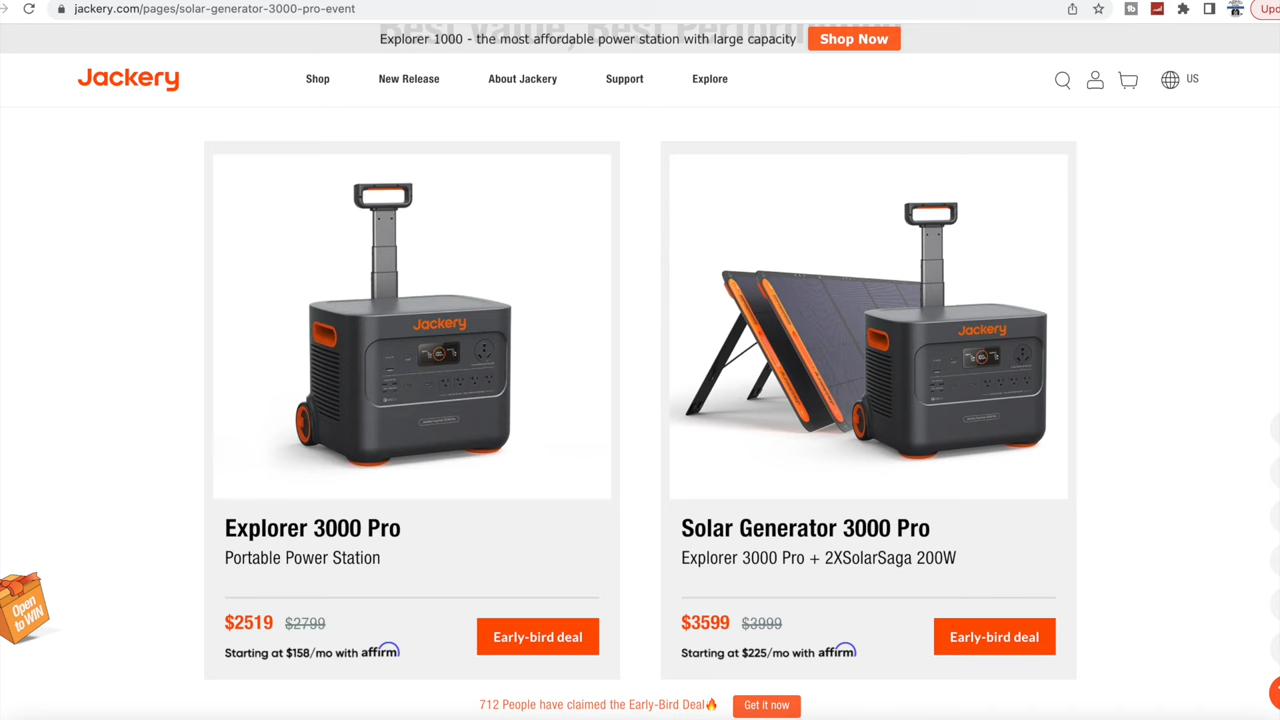 jackery.com/pages/solar-generator-3000-pro-event
Explorer 1000 - the most affordable power station with large capacity Shop Now
Jackery Shop New Release About Jackery Support Explore US
Jackery
Jackery
Explorer 3000 Pro
Portable Power Station
$2519 $2799
Early-bird deal
Starting at $158/mo with affirm
Solar Generator 3000 Pro
Explorer 3000 Pro + 2XSolarSaga 200W
$3599 $3999
Early-bird deal
Starting at $225/mo with affirm
Open
to WIN
712 People have claimed the Early-Bird Deal🔥 Get it now